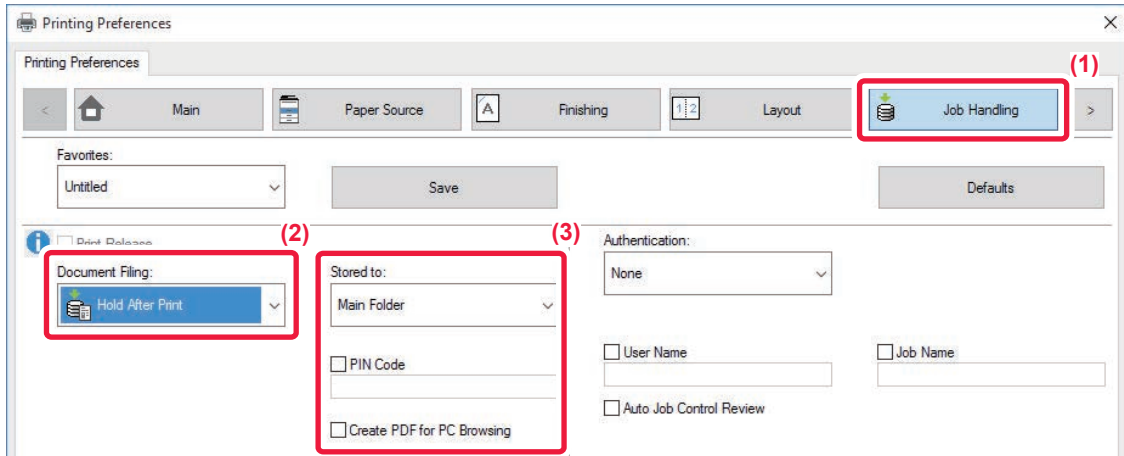 Printing Preferences
Printing Preferences
(1)
< Main Paper Source A Finishing 1 2 Layout Job Handling >
Favorites:
Untitled Save Defaults
Print Release (2) (3) Authentication:
Document Filing: Stored to: None
Hold After Print Main Folder
PIN Code User Name Job Name
Auto Job Control Review
Create PDF for PC Browsing